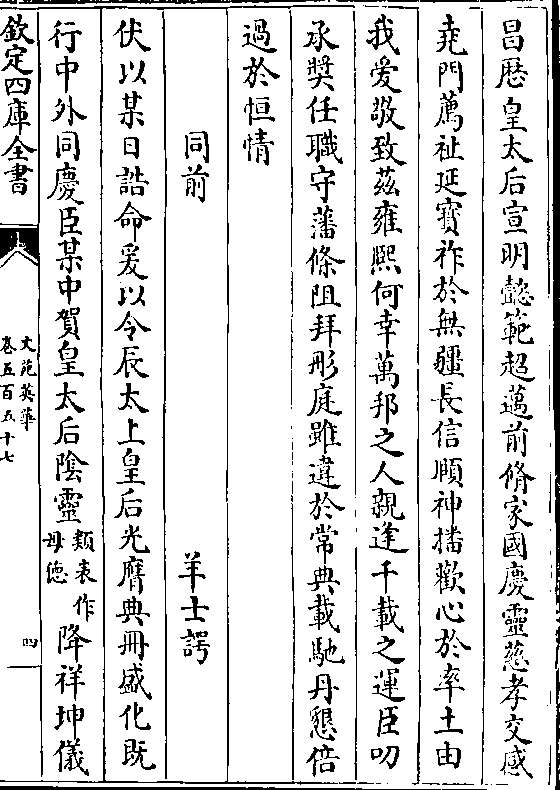 昌厯皇太后宣明懿範超邁前脩家國慶靈慈孝交感
堯門薦祉延寳祚於無疆長信頤神播歡心於率土由
我愛敬致兹雍熙何幸萬邦之人親逢千載之運臣叨
承奬任職守藩條阻拜彤庭雖違於常典載馳丹懇倍
過於恒情
同前 羊士諤
伏以某日誥命爰以令辰太上皇后光膺典冊盛化既
行中外同慶臣某中賀皇太后陰靈類表作母德降祥坤儀
欽定四庫全書
文苑英華
卷五百五十七
四